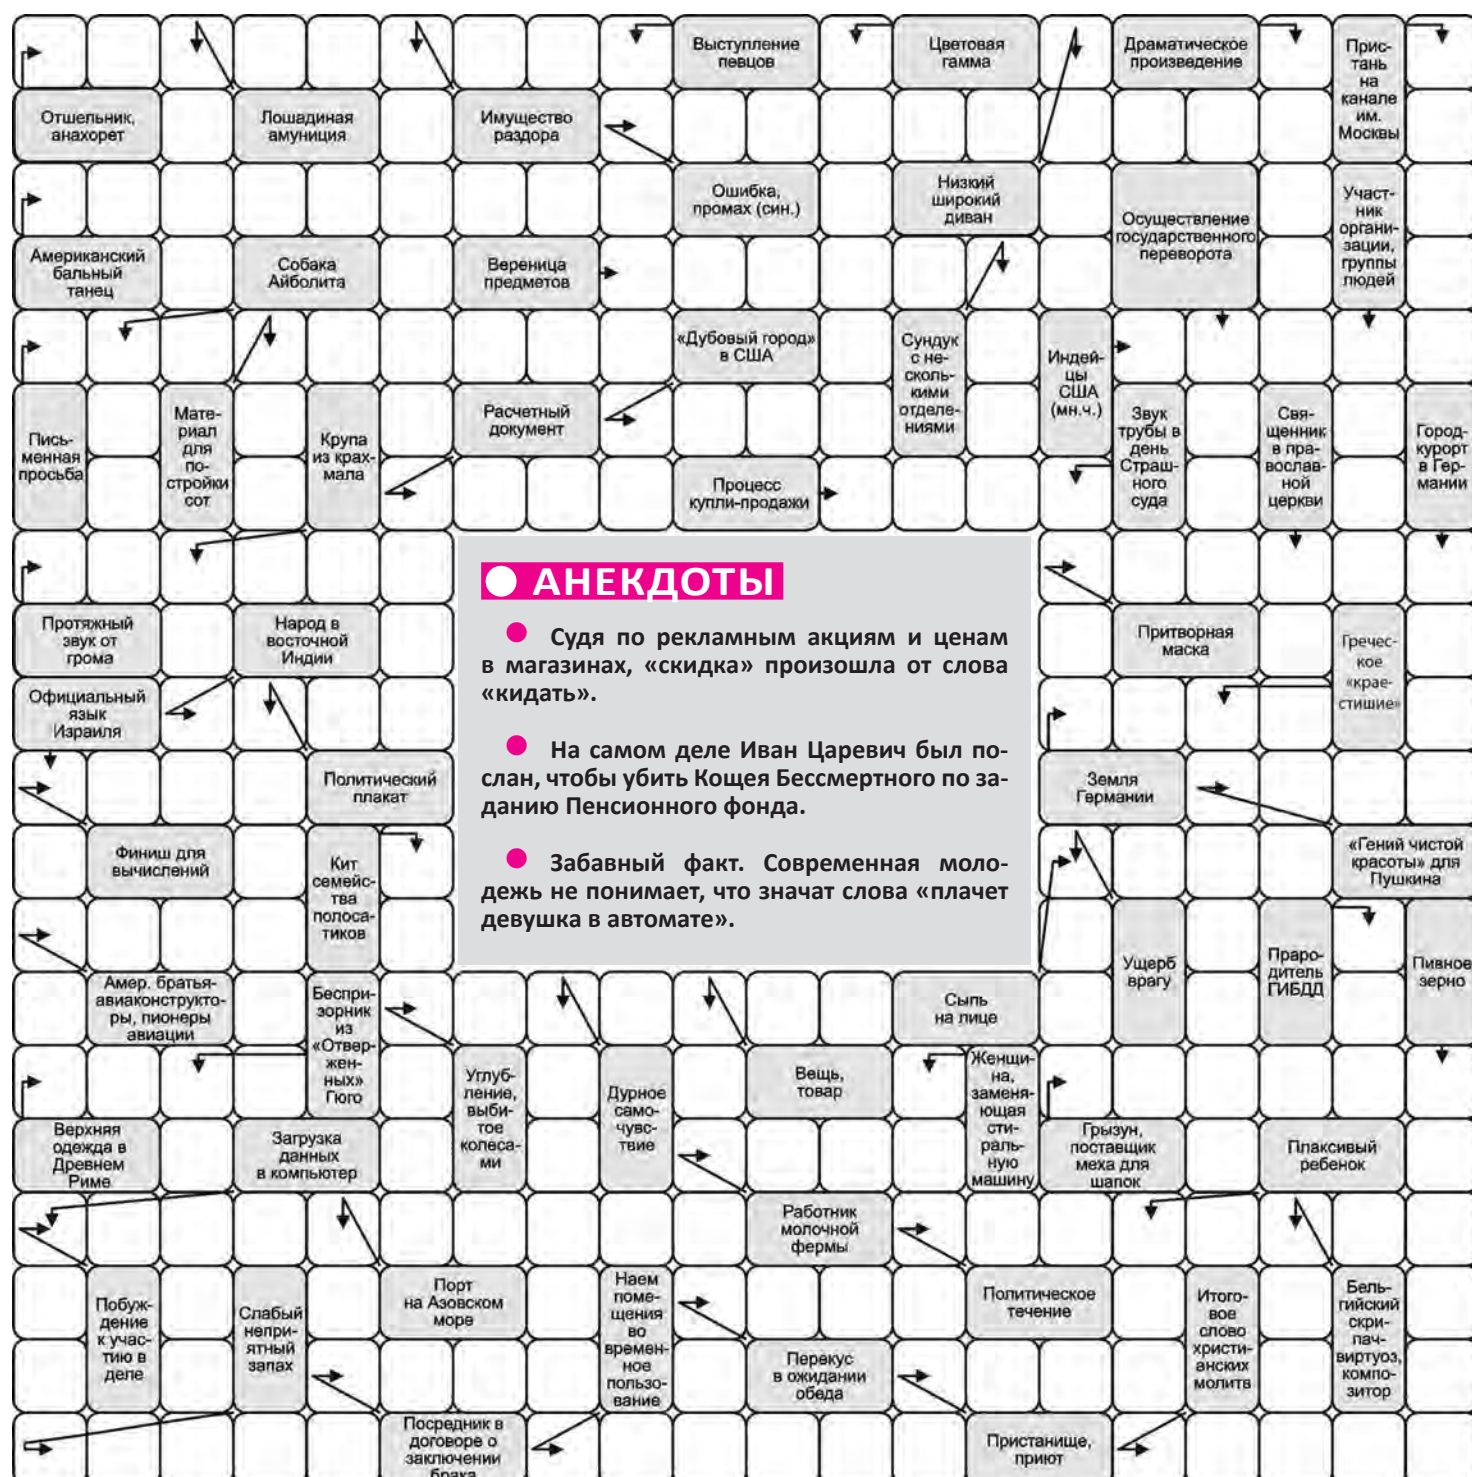 Выступление
певцов
Цветовая
гамма
Драматическое
произведение
Прис-
тань
на
канале
им.
Москвы
Отшельник,
анахорет
Лошадиная
амуниция
Имущество
раздора
Ошибка,
промах (син.)
Низкий
широкий
диван
Осуществление
государственного
переворота
Участ-
ник
органи-
зации,
группы
людей
Американский
бальный
танец
Собака
Айболита
Вереница
предметов
«Дубовый город»
в США
Сундук
с не-
сколь-
кими
отделе-
ниями
Индей-
цы
США
(мн.ч.)
Пись-
менная
просьба
Мате-
риал
для
по-
стройки
сот
Крупа
из крах-
мала
Расчетный
документ
Звук
трубы в
день
Страш-
ного
суда
Свя-
щенник
в пра-
вослав-
ной
церкви
Город-
курорт
в Гер-
мании
Процесс
купли-продажи
АНЕКДОТЫ
Судя по рекламным акциям и ценам
в магазинах, «скидка» произошла от слова
«кидать».
На самом деле Иван Царевич был по-
слан, чтобы убить Кощея Бессмертного по за-
данию Пенсионного фонда.
Забавный факт. Современная моло-
дежь не понимает, что значат слова «плачет
девушка в автомате».
Протяжный
звук от
грома
Народ в
восточной
Индии
Притворная
маска
Гречес-
кое
«крае-
стишие»
Официальный
язык
Израиля
Политический
плакат
Земля
Германии
Финиш для
вычислений
Кит
семейс-
тва
полоса-
тиков
«Гений чистой
красоты» для
Пушкина
Ущерб
врагу
Праро-
дитель
ГИБДД
Пивное
зерно
Амер. братья-
авиаконструкто-
ры, пионеры
авиации
Беспри-
зорник
из
«Отвер-
жен-
ных»
Гюго
Сыпь
на лице
Углуб-
ление,
выби-
тое
колеса-
ми
Дурное
само-
чувс-
твие
Вещь,
товар
Женщи-
на,
заменя-
ющая
сти-
раль-
ную
машину
Верхняя
одежда в
Древнем
Риме
Загрузка
данных
в компьютер
Грызун,
поставщик
меха для
шапок
Плаксивый
ребенок
Работник
молочной
фермы
Побуж-
дение
к учас-
тию в
деле
Слабый
непри-
ятный
запах
Порт
на Азовском
море
Наем
поме-
щения
во
времен-
ное
пользо-
вание
Политическое
течение
Итого-
вое
слово
христи-
анских
молитв
Бель-
гийский
скри-
пач-
виртуоз,
компо-
зитор
Перекус
в ожидании
обеда
Посредник в
договоре о
заключении
брака
Пристанище,
приют